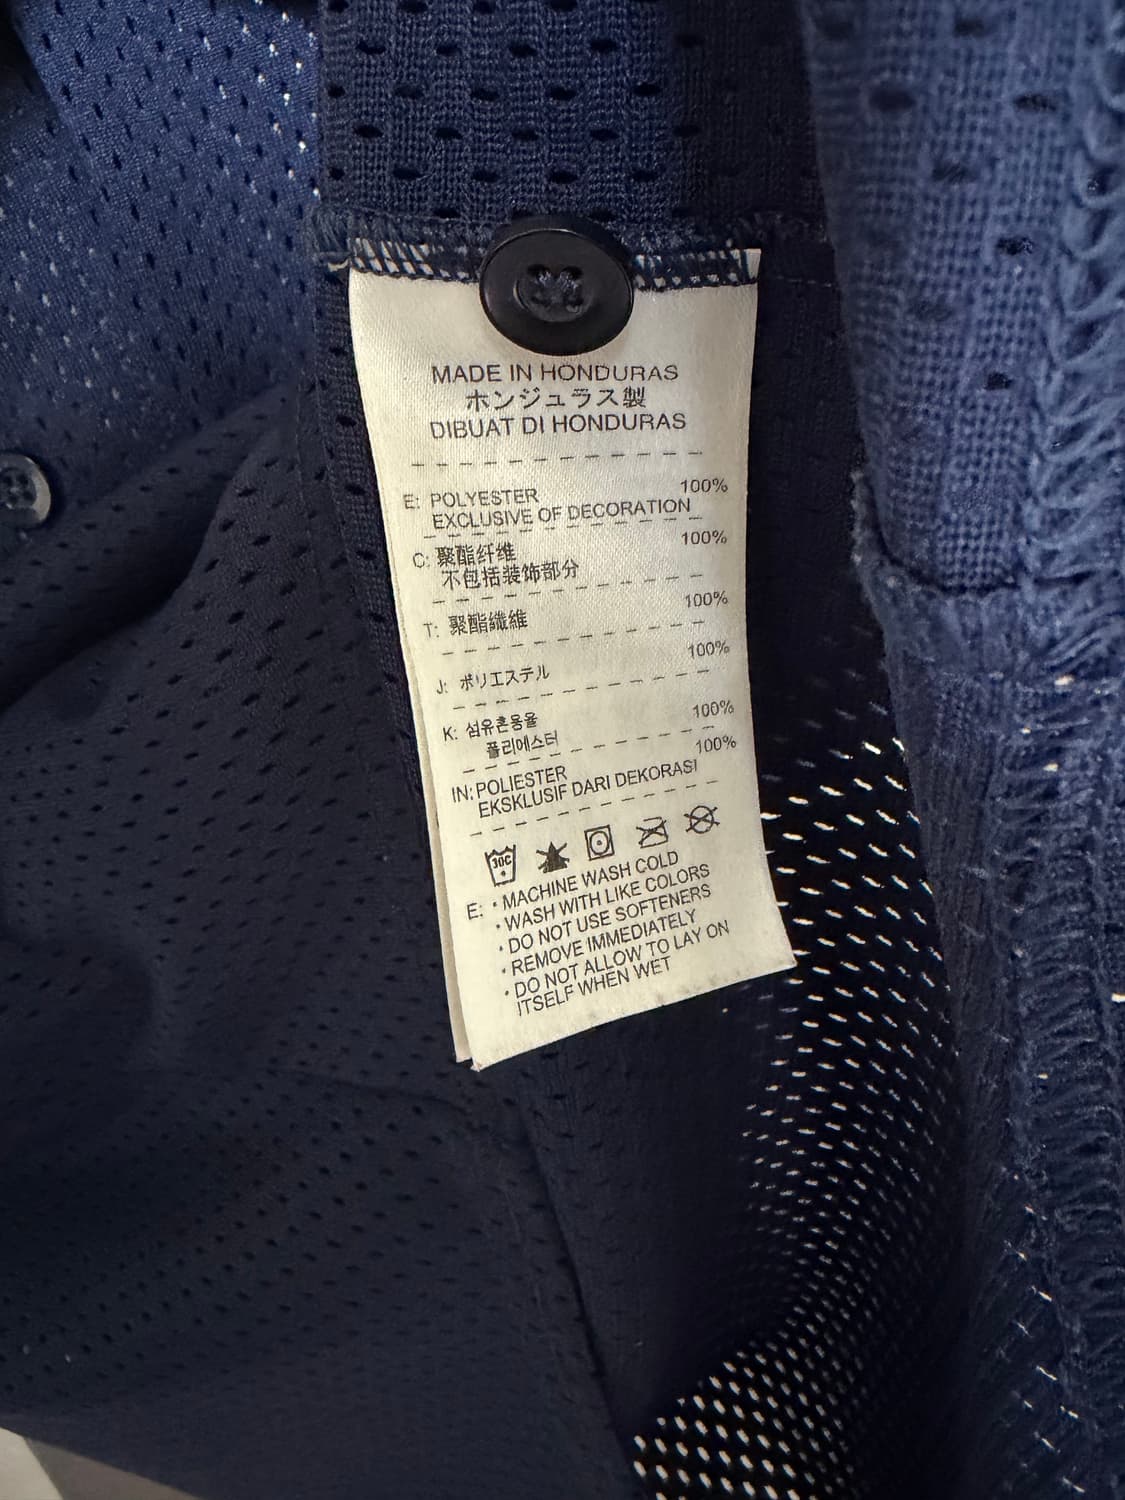 MADE IN HONDURAS
ホンジュラス製
DIBUAT DI HONDURAS
E: POLYESTER 100%
EXCLUSIVE OF DECORATION
C: 聚酯纤维 100%
不包括装饰部分
T: 聚酯纖維 100%
J: ポリエステル 100%
K: 섬유혼용율
폴리에스터 100%
IN: POLIESTER 100%
EKSKLUSIF DARI DEKORASI
30C
E: · MACHINE WASH COLD
· WASH WITH LIKE COLORS
· DO NOT USE SOFTENERS
· REMOVE IMMEDIATELY
· DO NOT ALLOW TO LAY ON
ITSELF WHEN WET